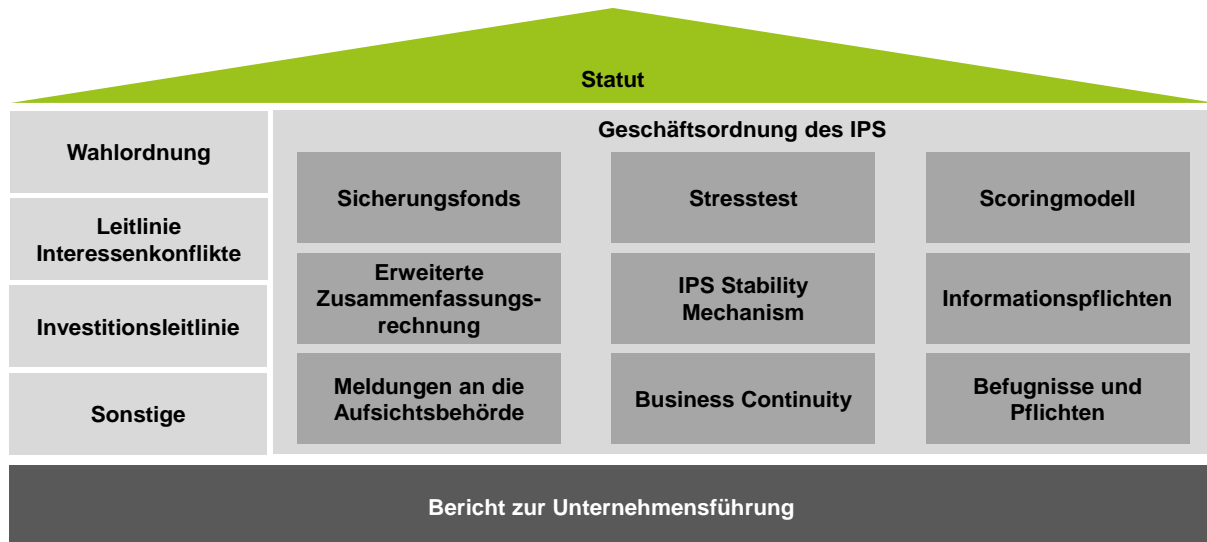 Statut
Wahlordnung
Leitlinie
Interessenkonflikte
Investitionsleitlinie
Sonstige
Geschäftsordnung des IPS
Sicherungsfonds
Stresstest
Scoringmodell
Erweiterte
Zusammenfassungs-
rechnung
IPS Stability
Mechanism
Informationspflichten
Meldungen an die
Aufsichtsbehörde
Business Continuity
Befugnisse und
Pflichten
Bericht zur Unternehmensführung